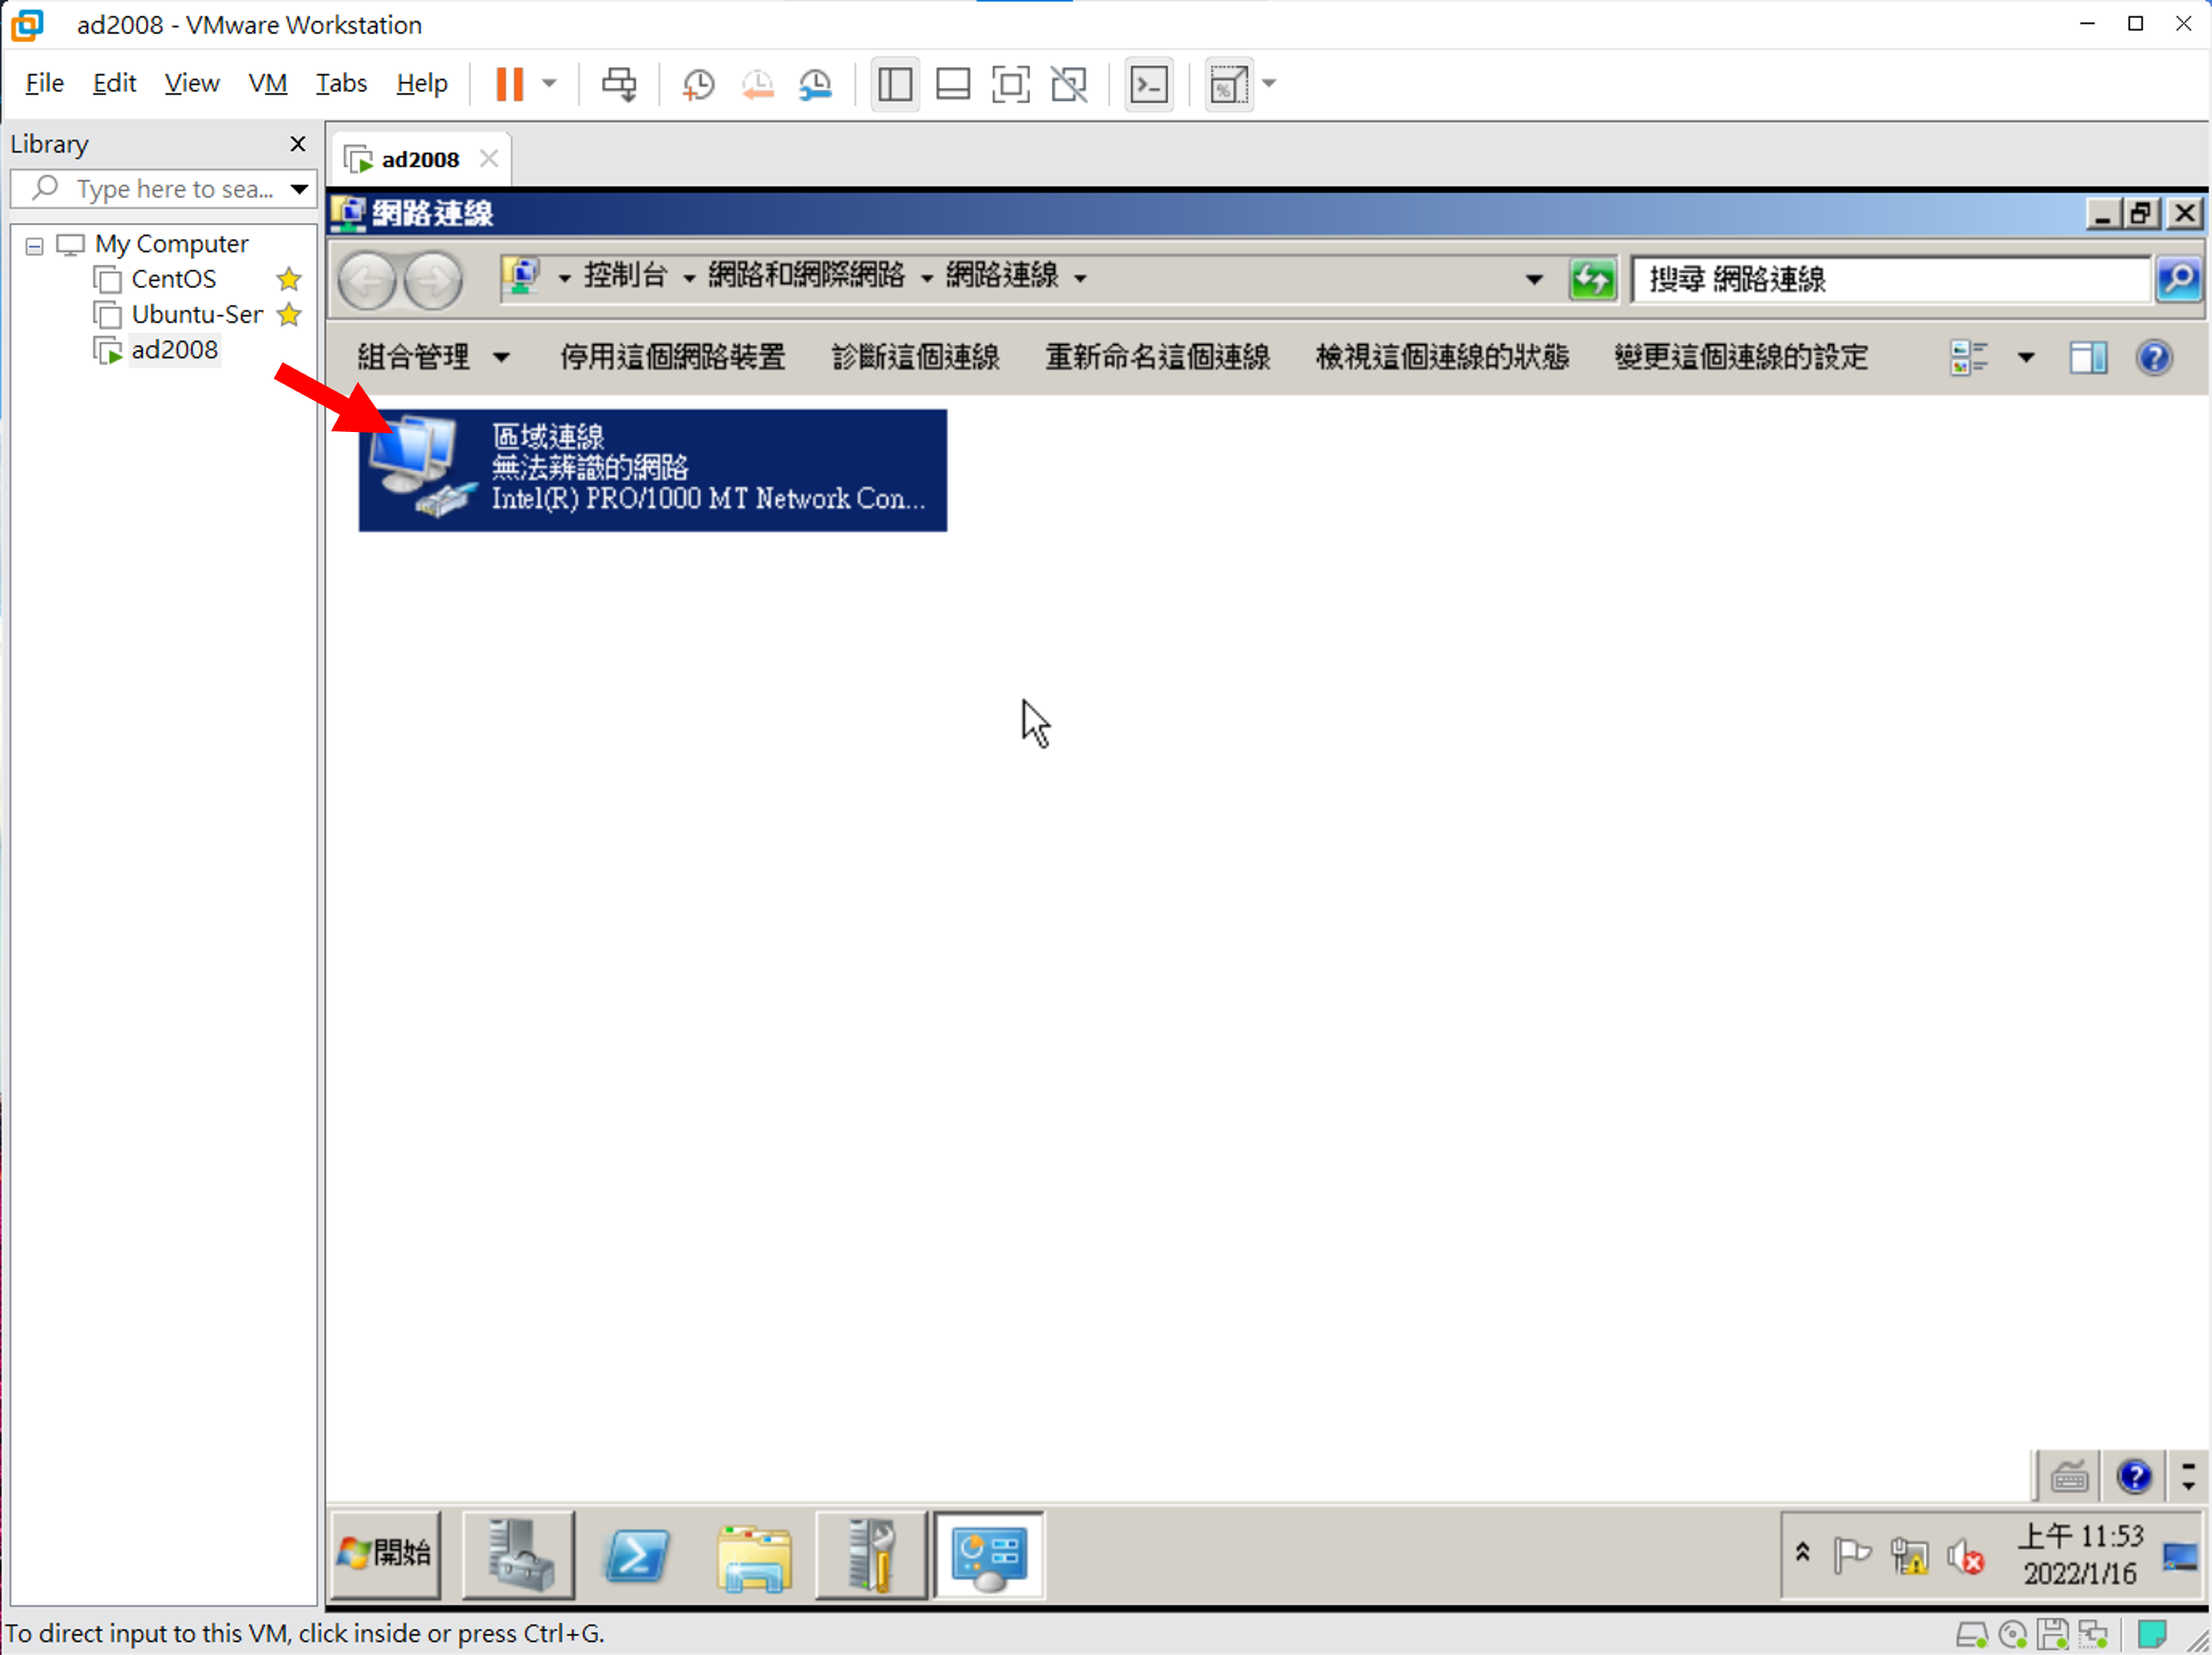 ad2008 - VMware Workstation
File Edit View VM Tabs Help
Library
Type here to sea...
My Computer
CentOS
Ubuntu-Ser
ad2008
ad2008
網路連線
控制台 網路和網際網路 網路連線
搜尋 網路連線
組合管理 停用這個網路裝置 診斷這個連線 重新命名這個連線 檢視這個連線的狀態 變更這個連線的設定
區域連線
無法辨識的網路
Intel(R) PRO/1000 MT Network Con...
開始
上午 11:53
2022/1/16
To direct input to this VM, click inside or press Ctrl+G.